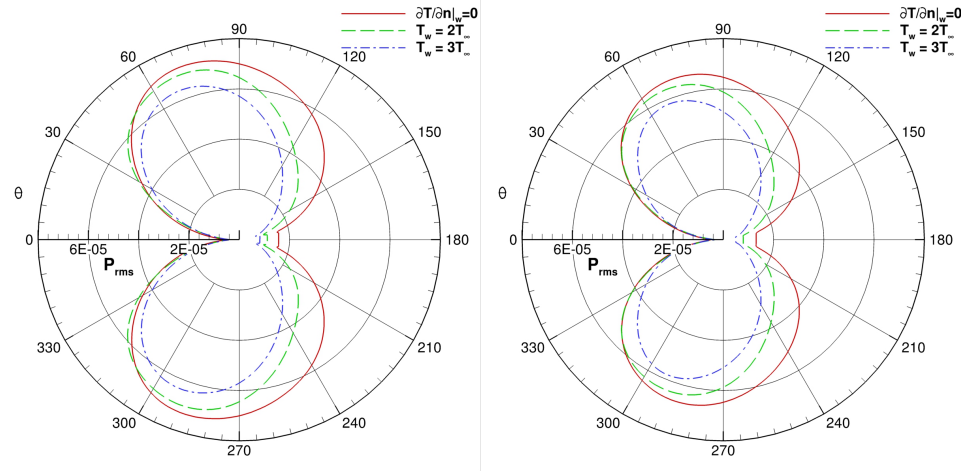 ∂T/∂n|w=0
Tw = 2T∞
Tw = 3T∞
90
60
120
30
150
θ
0
180
6E-05
2E-05
Prms
330
210
300
240
270
∂T/∂n|w=0
Tw = 2T∞
Tw = 3T∞
90
60
120
30
150
θ
0
180
6E-05
2E-05
Prms
330
210
300
240
270